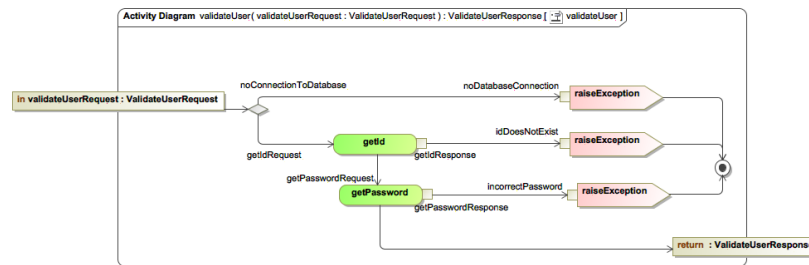 Activity Diagram validateUser( validateUserRequest : ValidateUserRequest ) : ValidateUserResponse [ validateUser ]
noConnectionToDatabase
noDatabaseConnection
raiseException
in validateUserRequest : ValidateUserRequest
idDoesNotExist
raiseException
getId
getIdRequest
getIdResponse
getPasswordRequest
incorrectPassword
raiseException
getPassword
getPasswordResponse
return : ValidateUserResponse